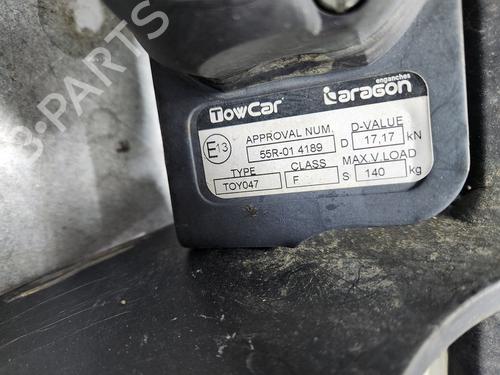 B-PARTS
TowCar enganches aragon
APPROVAL NUM. D-VALUE
E13 55R-01 4189 D 17,17 kN
TYPE CLASS MAX.V.LOAD
TOY047 F S 140 kg